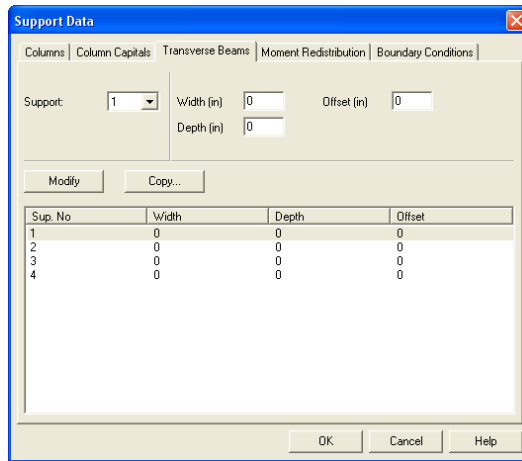 Support Data
Columns Column Capitals Transverse Beams Moment Redistribution Boundary Conditions
Support: 1 Width (in) 0 Offset (in) 0
Depth (in) 0
Modify Copy...
Sup. No Width Depth Offset
1 0 0 0
2 0 0 0
3 0 0 0
4 0 0 0
OK Cancel Help